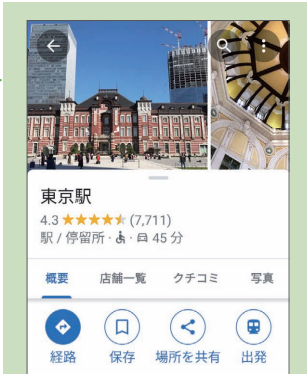 東京駅
4.3 ★★★★★ (7,711)
駅 / 停留所 · 45 分
概要 店舗一覧 クチコミ 写真
経路 保存 場所を共有 出発